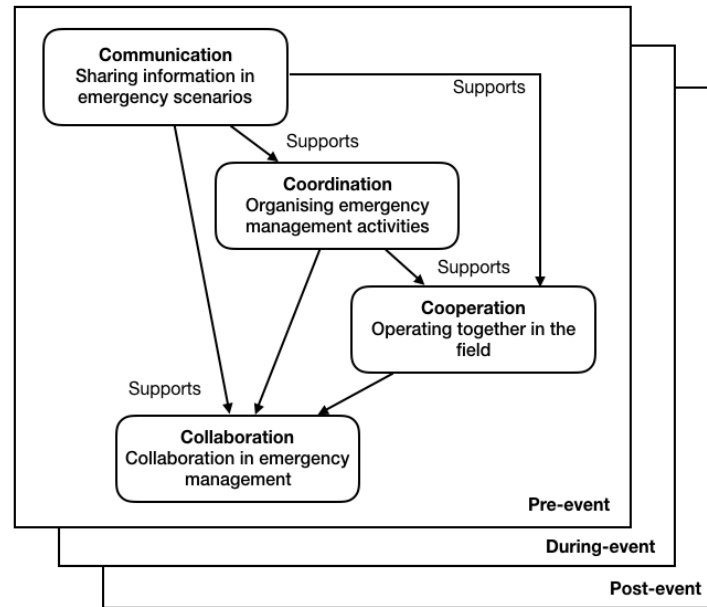 Communication
Sharing information in
emergency scenarios
Supports
Supports
Coordination
Organising emergency
management activities
Supports
Cooperation
Operating together in the
field
Supports
Collaboration
Collaboration in emergency
management
Pre-event
During-event
Post-event